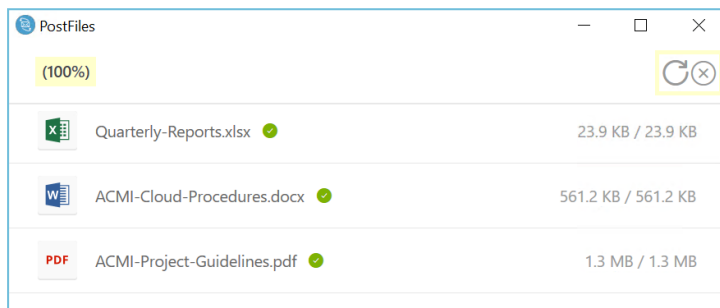 PostFiles
(100%)
Quarterly-Reports.xlsx 23.9 KB / 23.9 KB
ACMI-Cloud-Procedures.docx 561.2 KB / 561.2 KB
PDF ACMI-Project-Guidelines.pdf 1.3 MB / 1.3 MB